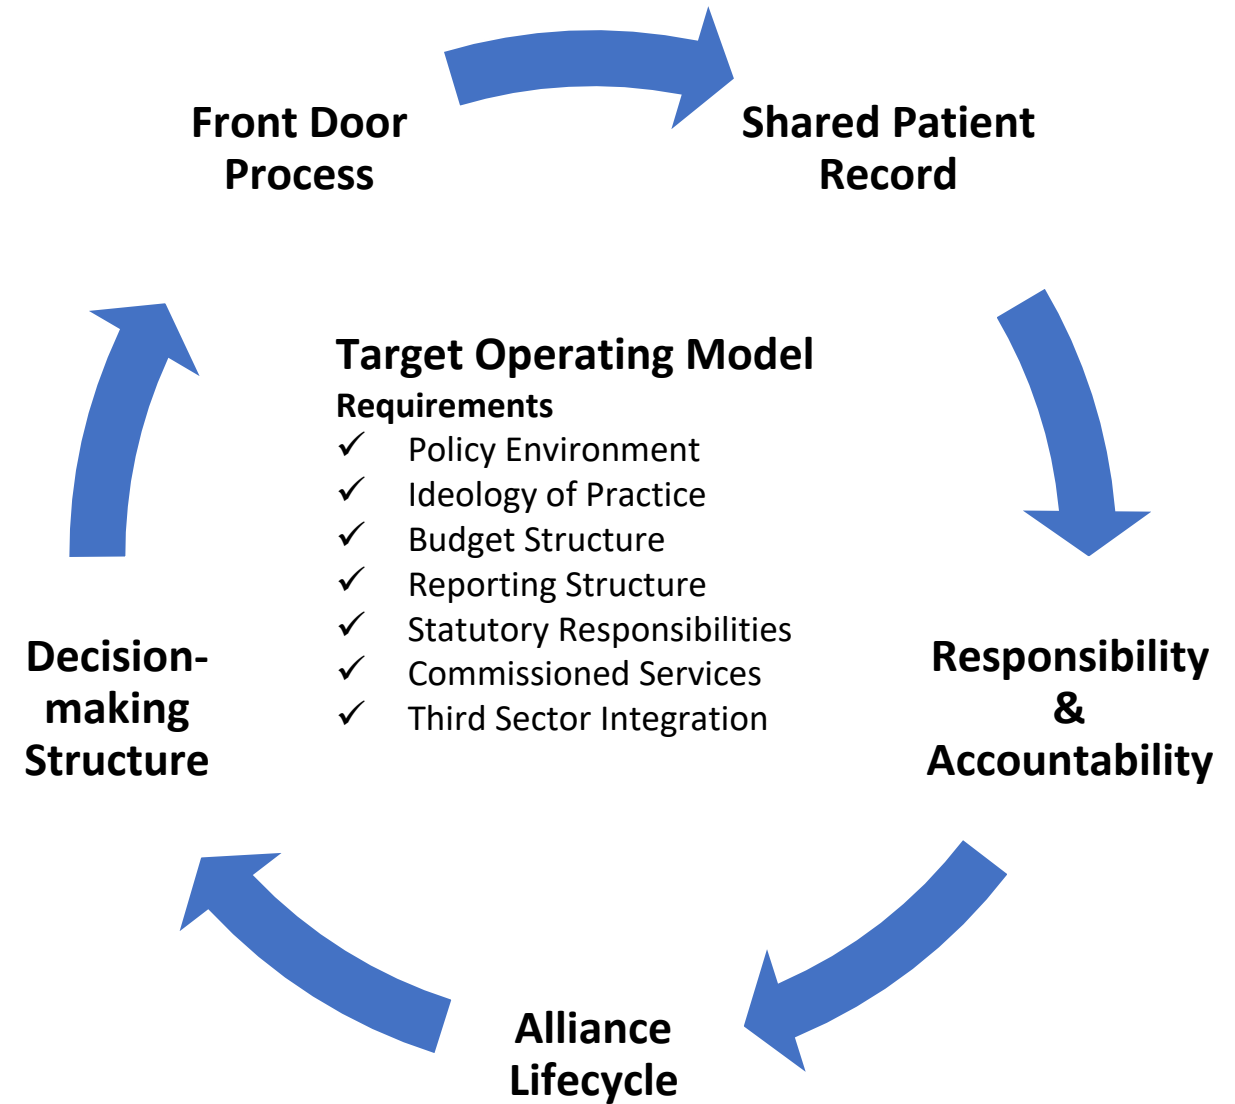 Front Door
Process
Shared Patient
Record
Target Operating Model
Requirements
✓ Policy Environment
✓ Ideology of Practice
✓ Budget Structure
✓ Reporting Structure
✓ Statutory Responsibilities
✓ Commissioned Services
✓ Third Sector Integration
Decision-
making
Structure
Responsibility
&
Accountability
Alliance
Lifecycle